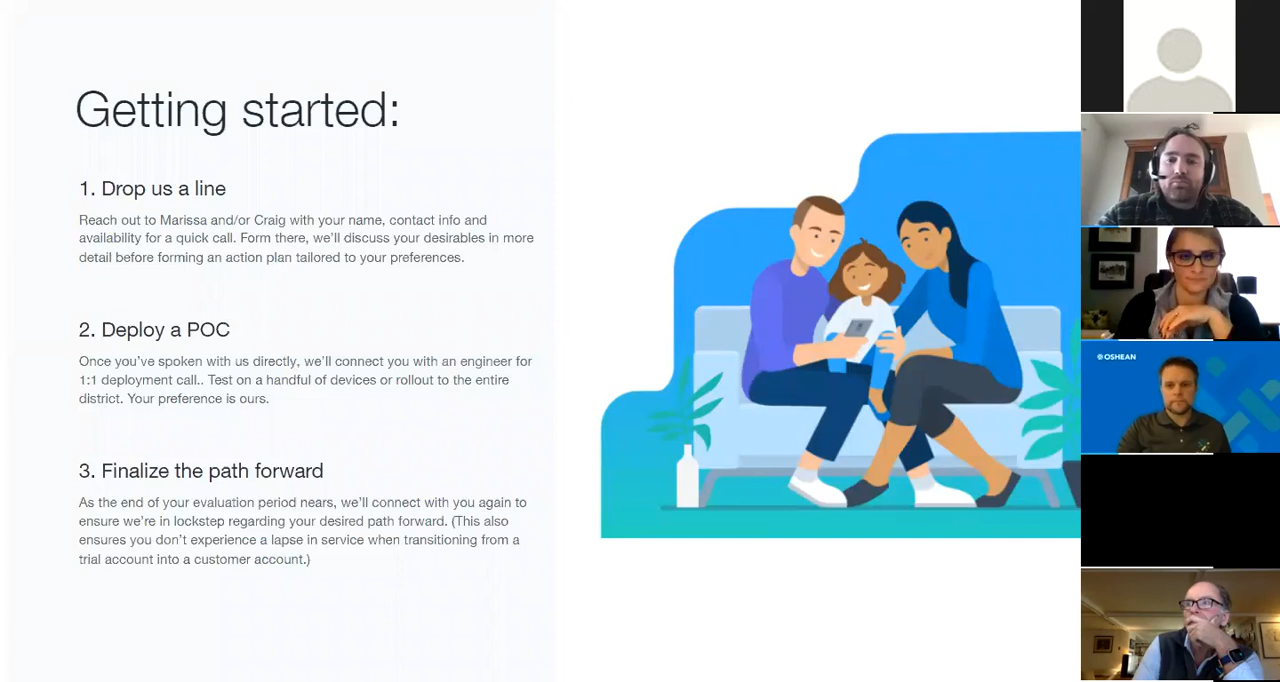 Getting started:
1. Drop us a line
Reach out to Marissa and/or Craig with your name, contact info and
availability for a quick call. Form there, we'll discuss your desirables in more
detail before forming an action plan tailored to your preferences.
2. Deploy a POC
Once you've spoken with us directly, we'll connect you with an engineer for
1:1 deployment call.. Test on a handful of devices or rollout to the entire
district. Your preference is ours.
3. Finalize the path forward
As the end of your evaluation period nears, we'll connect with you again to
ensure we're in lockstep regarding your desired path forward. (This also
ensures you don't experience a lapse in service when transitioning from a
trial account into a customer account.)
OSHEAN